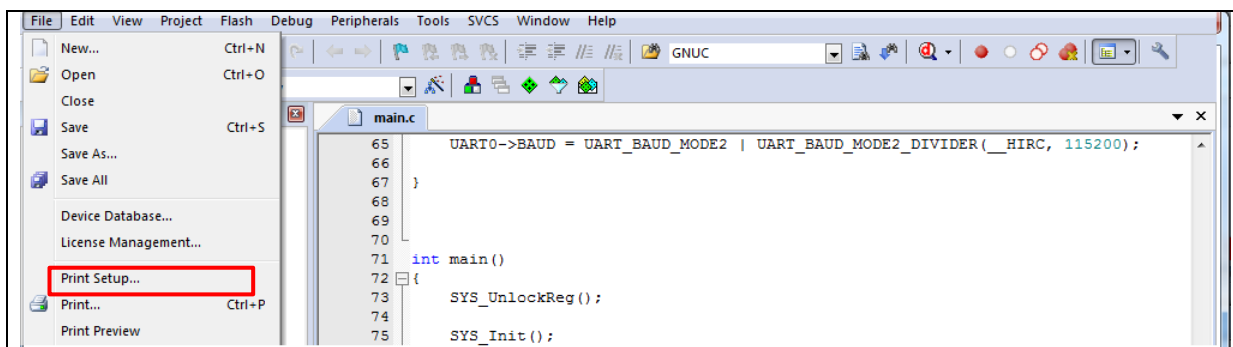 File Edit View Project Flash Debug Peripherals Tools SVCS Window Help
New... Ctrl+N
GNUC
Open Ctrl+O
Close
Save Ctrl+S
Save As...
Save All
Device Database...
License Management...
Print Setup...
Print... Ctrl+P
Print Preview
main.c
65 UART0->BAUD = UART_BAUD_MODE2 | UART_BAUD_MODE2_DIVIDER(__HIRC, 115200);
66
67 }
68
69
70
71 int main()
72 {
73 SYS_UnlockReg();
74
75 SYS_Init();